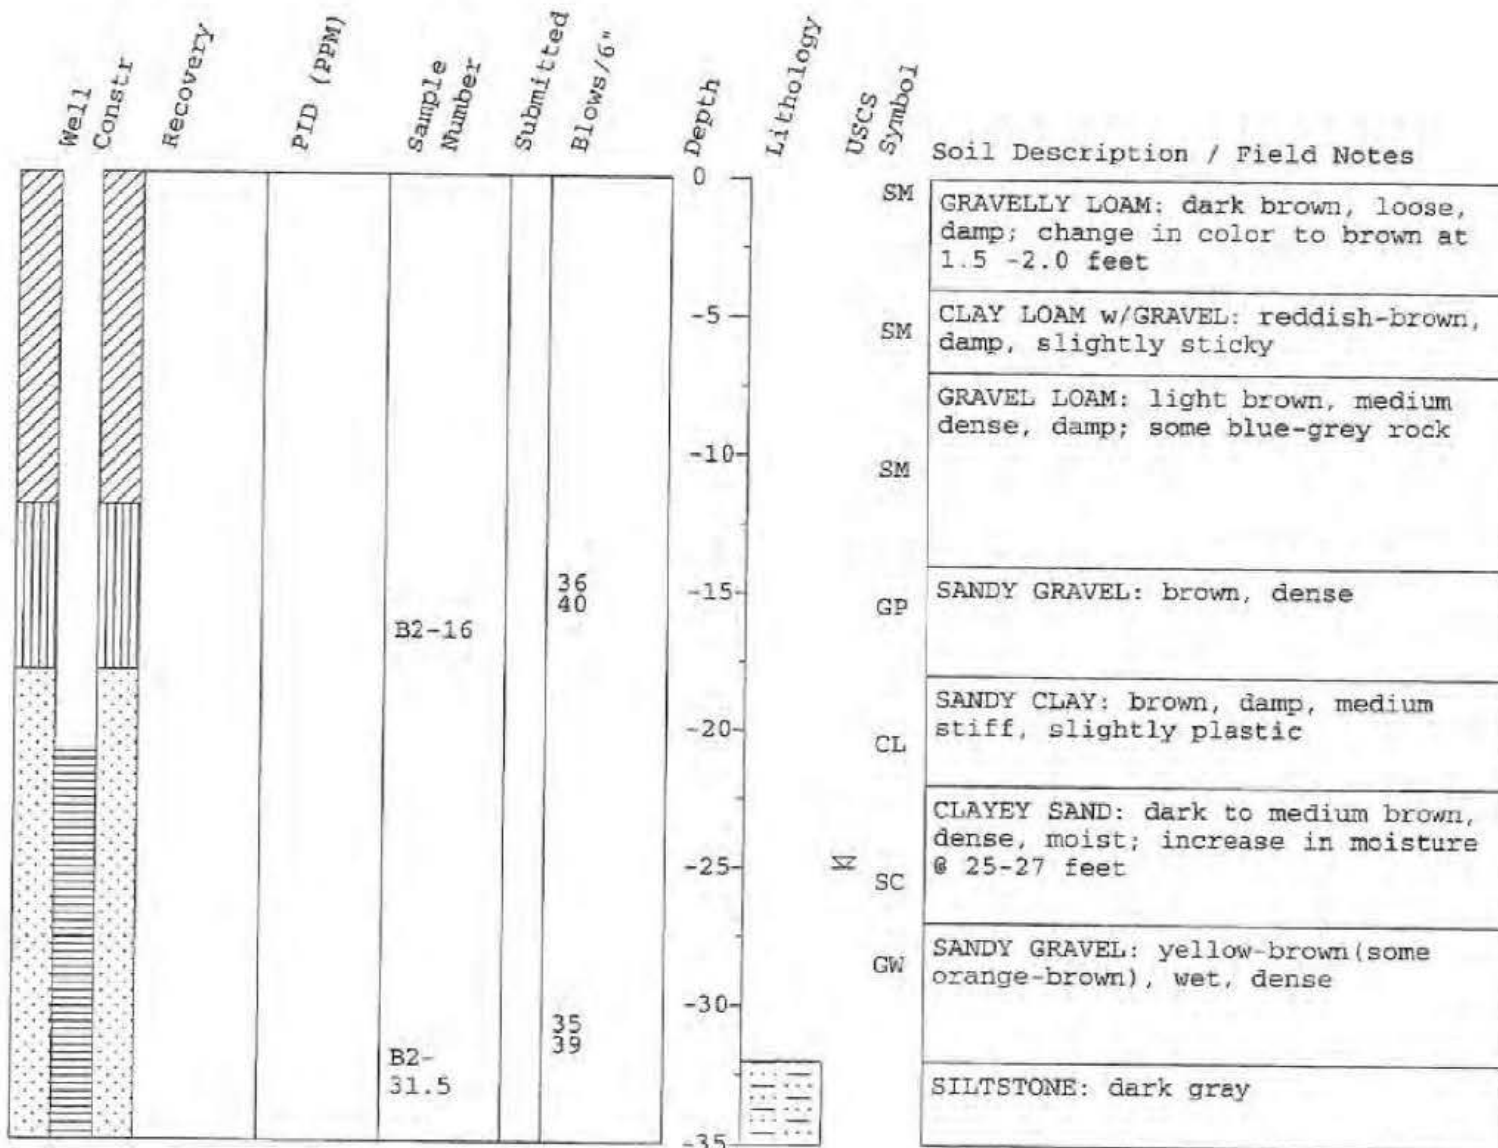 Well
Constr
Recovery
PID (PPM)
Sample
Number
Submitted
Blows/6"
Depth
Lithology
USCS
Symbol
Soil Description / Field Notes
0
SM
GRAVELLY LOAM: dark brown, loose,
damp; change in color to brown at
1.5 -2.0 feet
-5
SM
CLAY LOAM w/GRAVEL: reddish-brown,
damp, slightly sticky
GRAVEL LOAM: light brown, medium
dense, damp; some blue-grey rock
-10
SM
36
40
-15
GP
SANDY GRAVEL: brown, dense
B2-16
SANDY CLAY: brown, damp, medium
stiff, slightly plastic
-20
CL
CLAYEY SAND: dark to medium brown,
dense, moist; increase in moisture
@ 25-27 feet
-25
SC
GW
SANDY GRAVEL: yellow-brown(some
orange-brown), wet, dense
-30
35
39
B2-
31.5
SILTSTONE: dark gray
-35